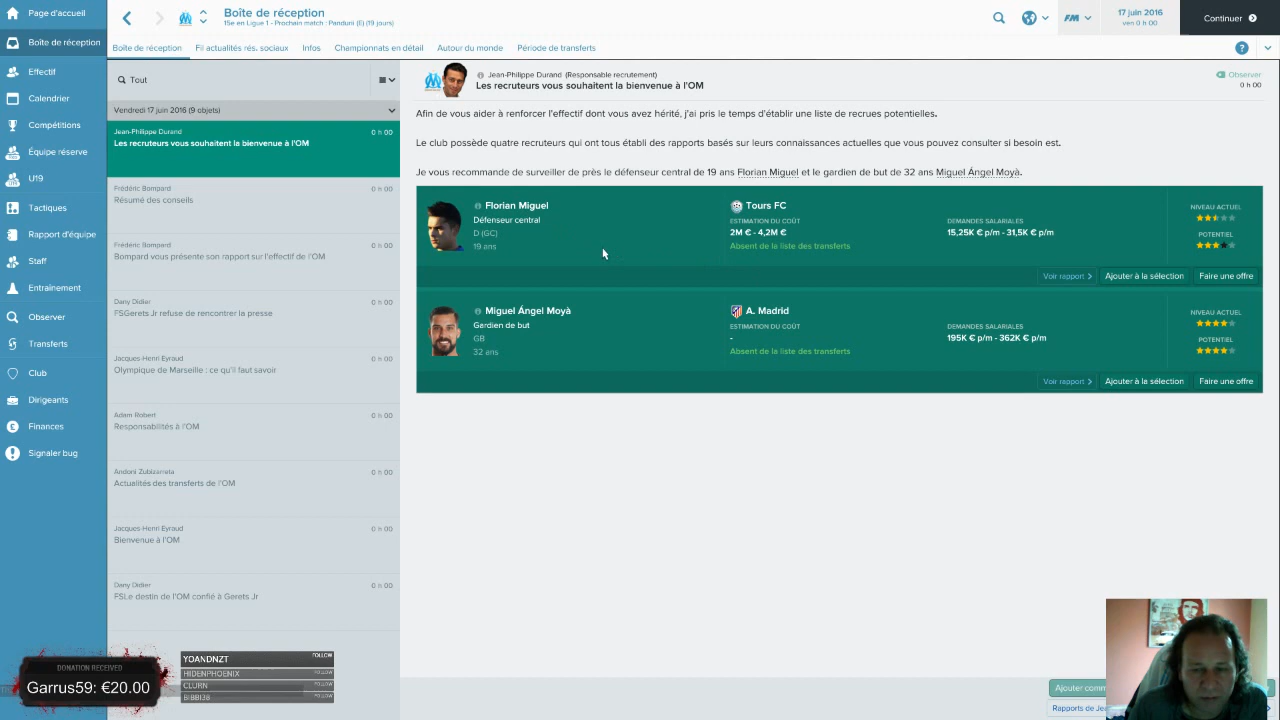 Page d'accueil
Boîte de réception
Effectif
Calendrier
Compétitions
Équipe réserve
U19
Tactiques
Rapport d'équipe
Staff
Entraînement
Observer
Transferts
Club
Dirigeants
Finances
Signaler bug
Boîte de réception
15e en Ligue 1 - Prochain match : Pandurii (E) (19 jours)
FM
17 juin 2016
ven 0 h 00
Continuer
Boîte de réception
Fil actualités rés. sociaux
Infos
Championnats en détail
Autour du monde
Période de transferts
Tout
Vendredi 17 juin 2016 (9 objets)
Jean-Philippe Durand 0 h 00
Les recruteurs vous souhaitent la bienvenue à l'OM
Frédéric Bompard 0 h 00
Résumé des conseils
Frédéric Bompard 0 h 00
Bompard vous présente son rapport sur l'effectif de l'OM
Dany Didier 0 h 00
FSGerets Jr refuse de rencontrer la presse
Jacques-Henri Eyraud 0 h 00
Olympique de Marseille : ce qu'il faut savoir
Adam Robert 0 h 00
Responsabilités à l'OM
Andoni Zubizarreta 0 h 00
Actualités des transferts de l'OM
Jacques-Henri Eyraud 0 h 00
Bienvenue à l'OM
Dany Didier 0 h 00
FSLe destin de l'OM confié à Gerets Jr
Jean-Philippe Durand (Responsable recrutement)
Les recruteurs vous souhaitent la bienvenue à l'OM
Observer
0 h 00
Afin de vous aider à renforcer l'effectif dont vous avez hérité, j'ai pris le temps d'établir une liste de recrues potentielles.
Le club possède quatre recruteurs qui ont tous établi des rapports basés sur leurs connaissances actuelles que vous pouvez consulter si besoin est.
Je vous recommande de surveiller de près le défenseur central de 19 ans Florian Miguel et le gardien de but de 32 ans Miguel Ángel Moyà.
Florian Miguel
Défenseur central
D (GC)
19 ans
Tours FC
ESTIMATION DU COÛT
2M € - 4,2M €
Absent de la liste des transferts
DEMANDES SALARIALES
15,25K € p/m - 31,5K € p/m
NIVEAU ACTUEL
POTENTIEL
Voir rapport
Ajouter à la sélection
Faire une offre
Miguel Ángel Moyà
Gardien de but
GB
32 ans
A. Madrid
ESTIMATION DU COÛT
-
Absent de la liste des transferts
DEMANDES SALARIALES
195K € p/m - 362K € p/m
NIVEAU ACTUEL
POTENTIEL
Voir rapport
Ajouter à la sélection
Faire une offre
DONATION RECEIVED
Garrus59: €20.00
YOANDNZT FOLLOW
HIDENPHOENIX FOLLOW
CLURN FOLLOW
BIBBI38 FOLLOW
Ajouter comm
Rapports de Jea